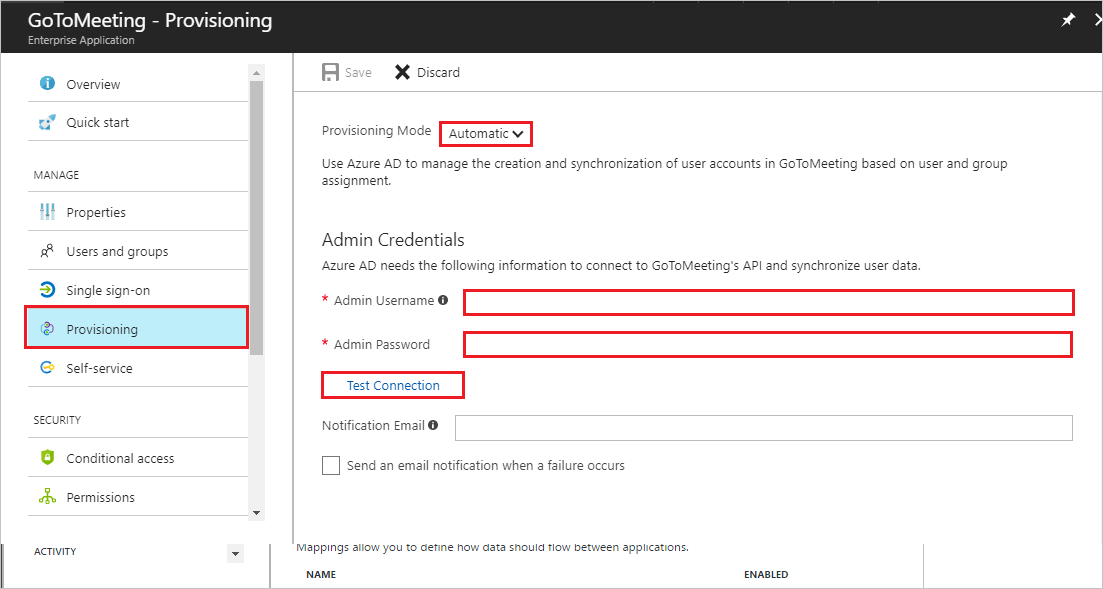 GoToMeeting - Provisioning
Enterprise Application
Overview
Quick start
MANAGE
Properties
Users and groups
Single sign-on
Provisioning
Self-service
SECURITY
Conditional access
Permissions
ACTIVITY
Save
Discard
Provisioning Mode
Automatic
Use Azure AD to manage the creation and synchronization of user accounts in GoToMeeting based on user and group
assignment.
Admin Credentials
Azure AD needs the following information to connect to GoToMeeting's API and synchronize user data.
* Admin Username
* Admin Password
Test Connection
Notification Email
Send an email notification when a failure occurs
Mappings allow you to define how data should flow between applications.
NAME ENABLED